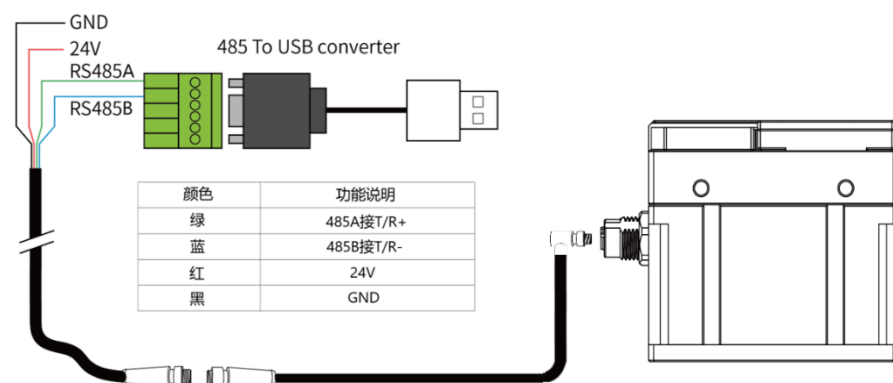 GND
24V
RS485A
RS485B
485 To USB converter
颜色 功能说明
绿 485A接T/R+
蓝 485B接T/R-
红 24V
黑 GND